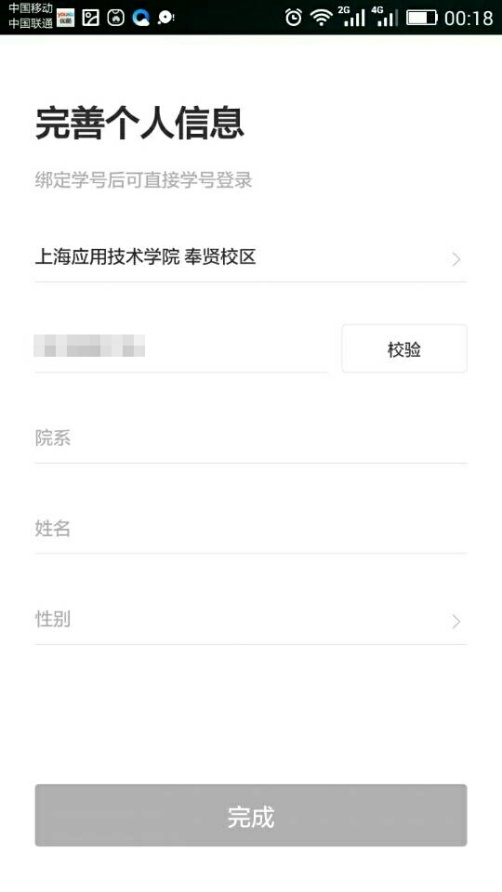 中国移动
中国联通
2G
4G
00:18
完善个人信息
绑定学号后可直接学号登录
上海应用技术学院 奉贤校区
校验
院系
姓名
性别
完成